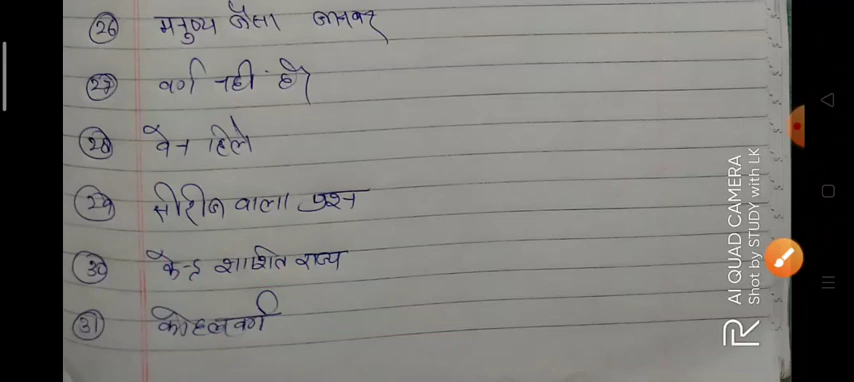 26 मनुष्य जैसा जानवर
27 वर्ग नही है।
28 वेन हिले
29 सीरीज वाला प्रश्न
30 केन्द्र शाशित राज्य
31 कोहलवर्ग
AI QUAD CAMERA
Shot by STUDY with LK